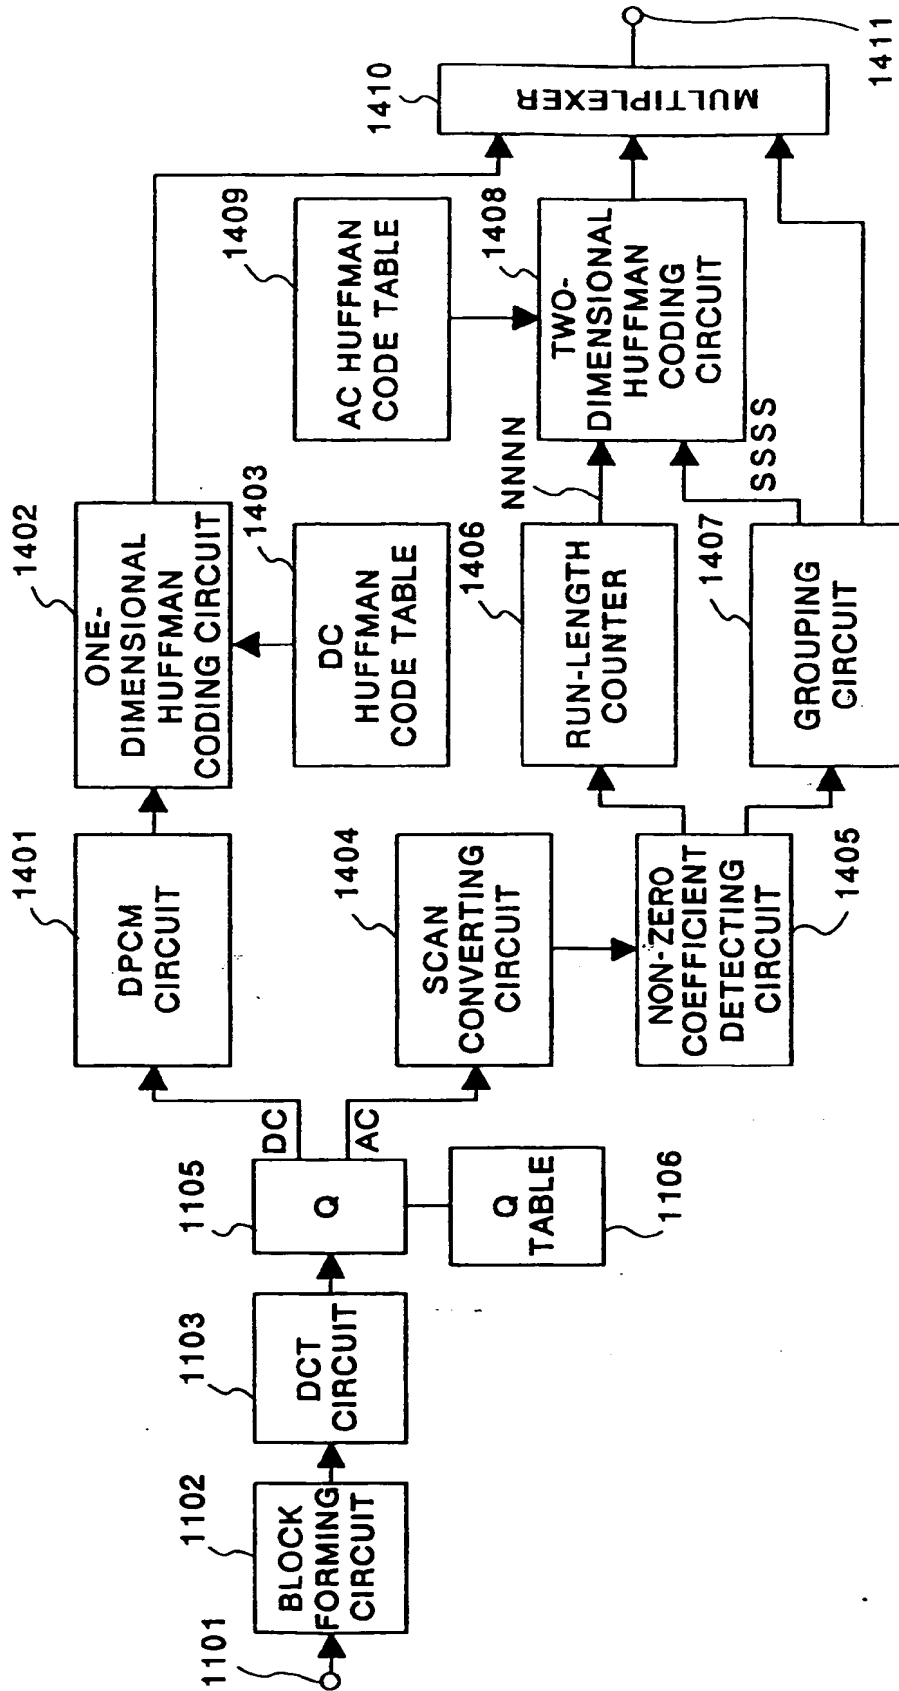 1101
1102
BLOCK
FORMING
CIRCUIT
1103
DCT
CIRCUIT
1105
Q
DC
AC
Q
TABLE
1106
1401
DPCM
CIRCUIT
1402
ONE-
DIMENSIONAL
HUFFMAN
CODING CIRCUIT
DC
HUFFMAN
CODE TABLE
1403
1404
SCAN
CONVERTING
CIRCUIT
NON-ZERO
COEFFICIENT
DETECTING
CIRCUIT
1405
1406
RUN-LENGTH
COUNTER
NNNN
1407
GROUPING
CIRCUIT
SSSS
1409
AC HUFFMAN
CODE TABLE
1408
TWO-
DIMENSIONAL
HUFFMAN
CODING
CIRCUIT
1410
MULTIPLEXER
1411